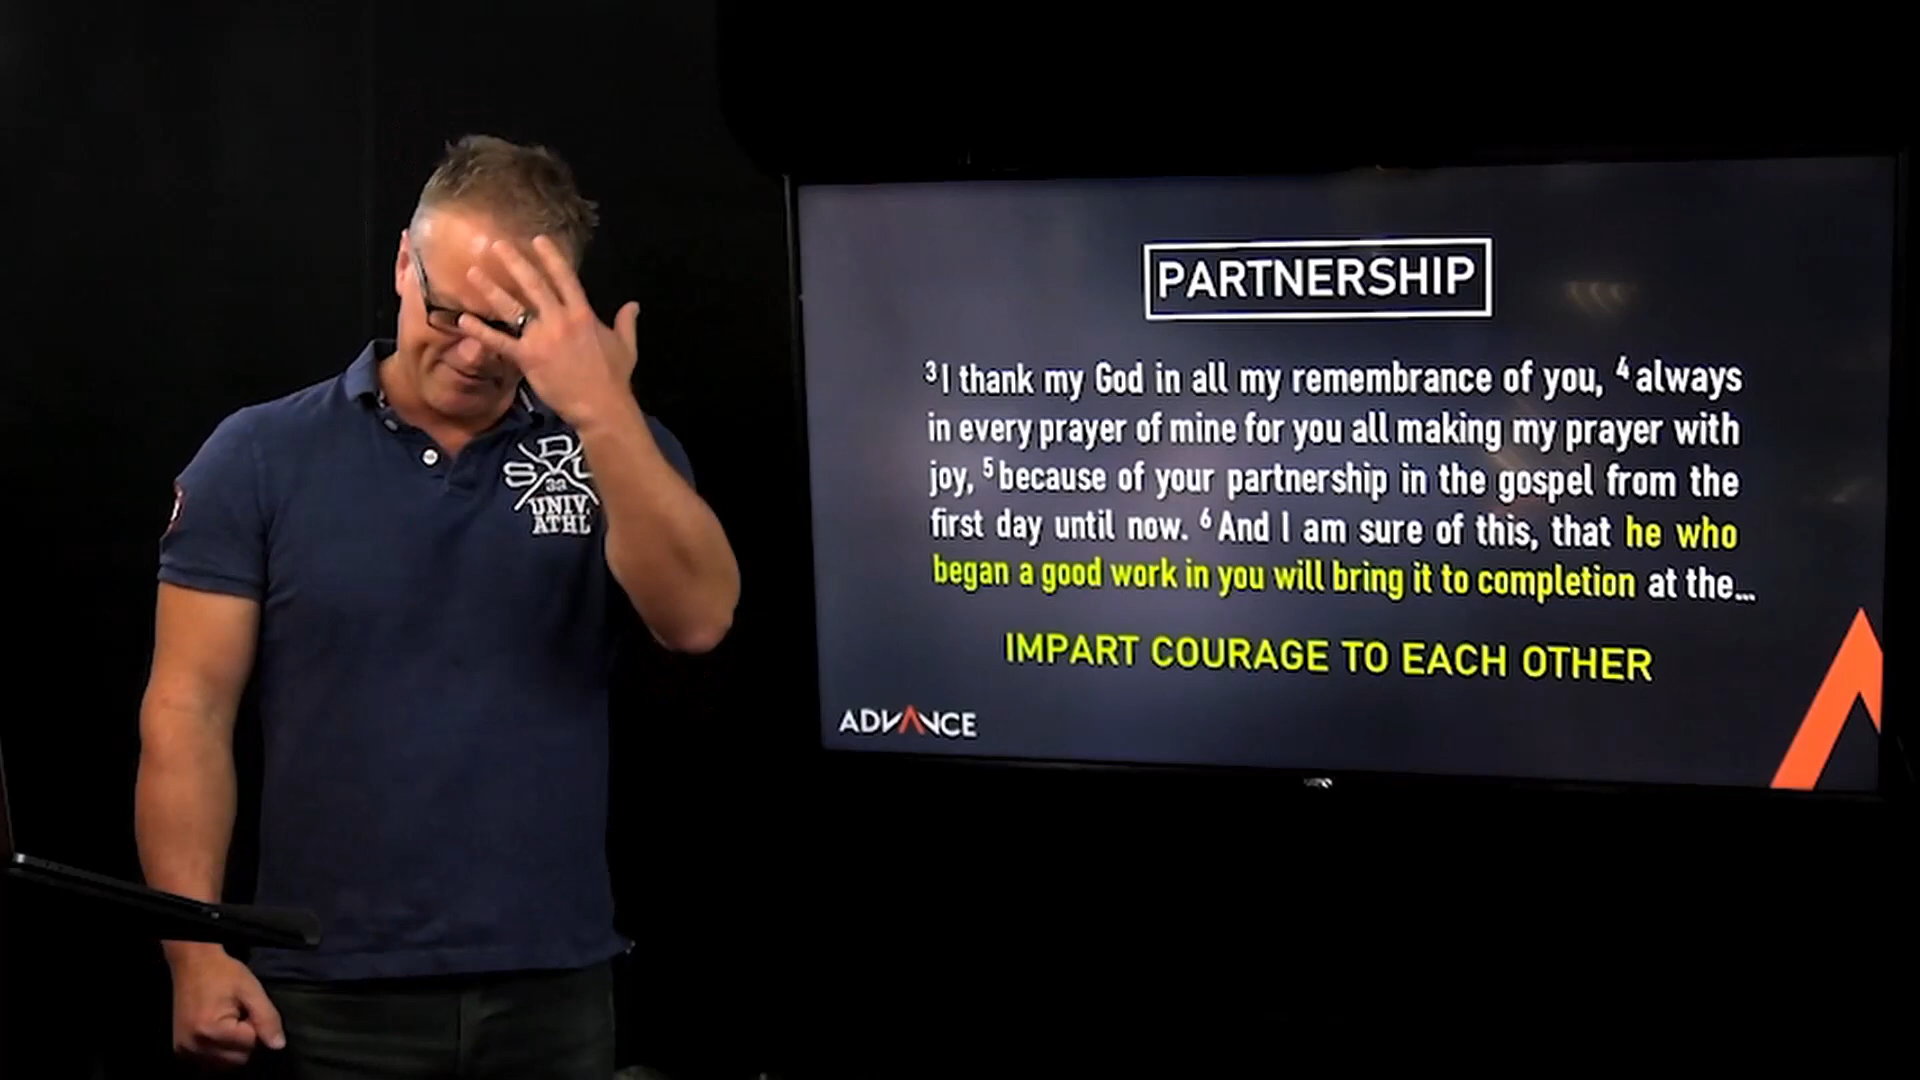 PARTNERSHIP
³I thank my God in all my remembrance of you, ⁴always
in every prayer of mine for you all making my prayer with
joy, ⁵because of your partnership in the gospel from the
first day until now. ⁶And I am sure of this, that he who
began a good work in you will bring it to completion at the...
IMPART COURAGE TO EACH OTHER
ADVANCE
UNIV.
ATHL